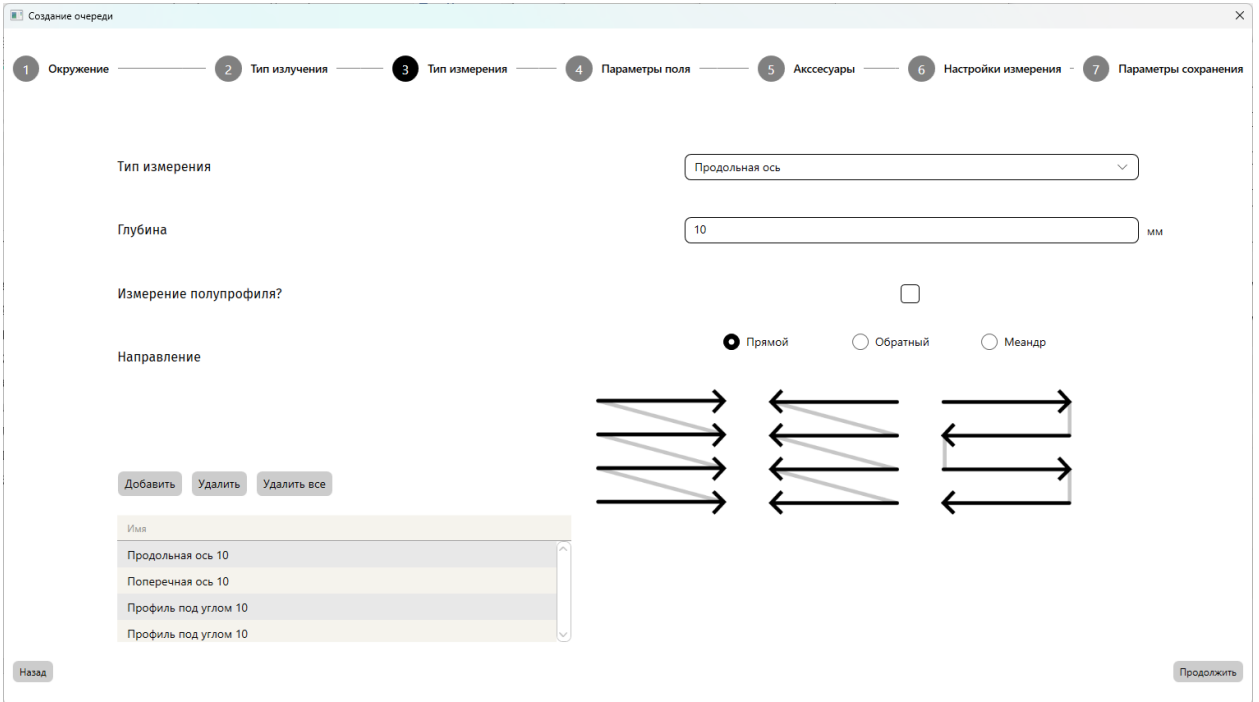 Создание очереди
1 Окружение 2 Тип излучения 3 Тип измерения 4 Параметры поля 5 Акссесуары 6 Настройки измерения 7 Параметры сохранения
Тип измерения Продольная ось
Глубина 10 мм
Измерение полупрофиля?
Направление Прямой Обратный Меандр
Добавить Удалить Удалить все
Имя
Продольная ось 10
Поперечная ось 10
Профиль под углом 10
Профиль под углом 10
Назад Продолжить